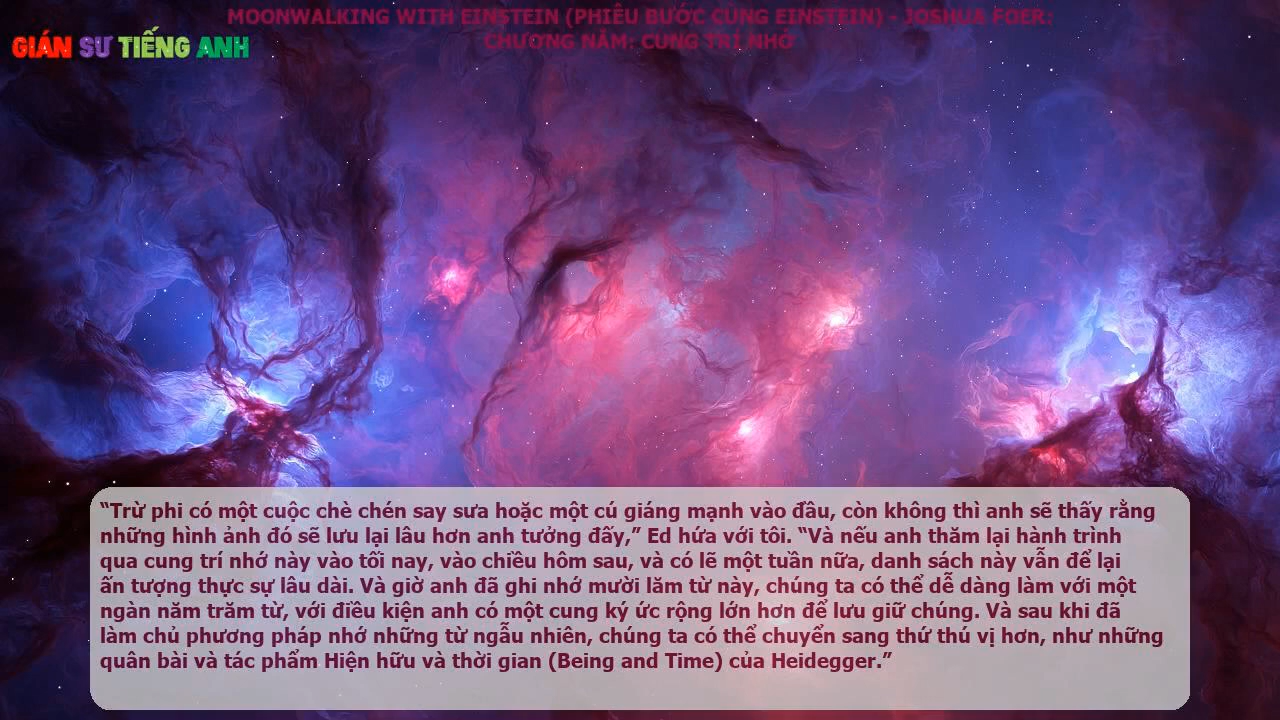 MOONWALKING WITH EINSTEIN (PHIÊU BƯỚC CÙNG EINSTEIN) - JOSHUA FOER:
CHƯƠNG NĂM: CUNG TRÍ NHỚ
GIÁN SƯ TIẾNG ANH
“Trừ phi có một cuộc chè chén say sưa hoặc một cú giáng mạnh vào đầu, còn không thì anh sẽ thấy rằng
những hình ảnh đó sẽ lưu lại lâu hơn anh tưởng đấy,” Ed hứa với tôi. “Và nếu anh thăm lại hành trình
qua cung trí nhớ này vào tối nay, vào chiều hôm sau, và có lẽ một tuần nữa, danh sách này vẫn để lại
ấn tượng thực sự lâu dài. Và giờ anh đã ghi nhớ mười lăm từ này, chúng ta có thể dễ dàng làm với một
ngàn năm trăm từ, với điều kiện anh có một cung ký ức rộng lớn hơn để lưu giữ chúng. Và sau khi đã
làm chủ phương pháp nhớ những từ ngẫu nhiên, chúng ta có thể chuyển sang thứ thú vị hơn, như những
quân bài và tác phẩm Hiện hữu và thời gian (Being and Time) của Heidegger.”